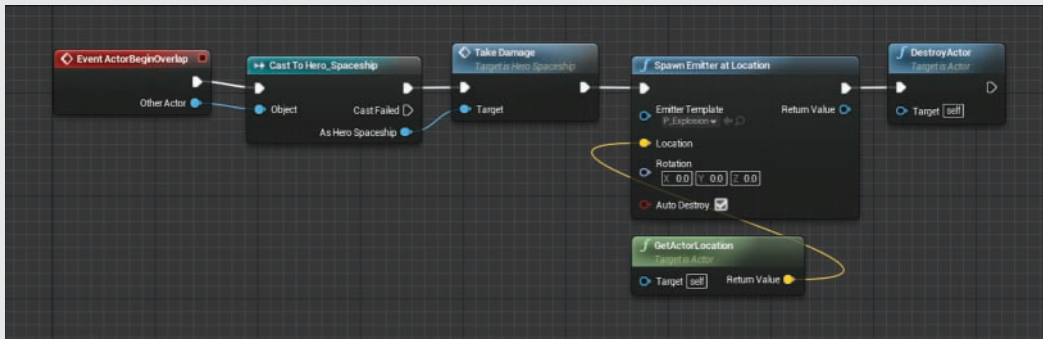 Event ActorBeginOverlap
Other Actor
Cast To Hero_Spaceship
Object
Cast Failed
As Hero Spaceship
Take Damage
Target is Hero Spaceship
Target
Spawn Emitter at Location
Emitter Template
P_Explosion
Return Value
Location
Rotation
X 0.0 Y 0.0 Z 0.0
Auto Destroy
DestroyActor
Target is Actor
Target self
GetActorLocation
Target is Actor
Target self Return Value